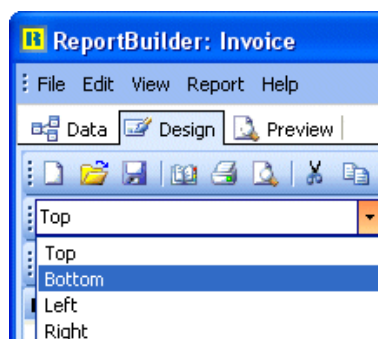 ReportBuilder: Invoice
File Edit View Report Help
Data Design Preview
Top
Top
Bottom
Left
Right